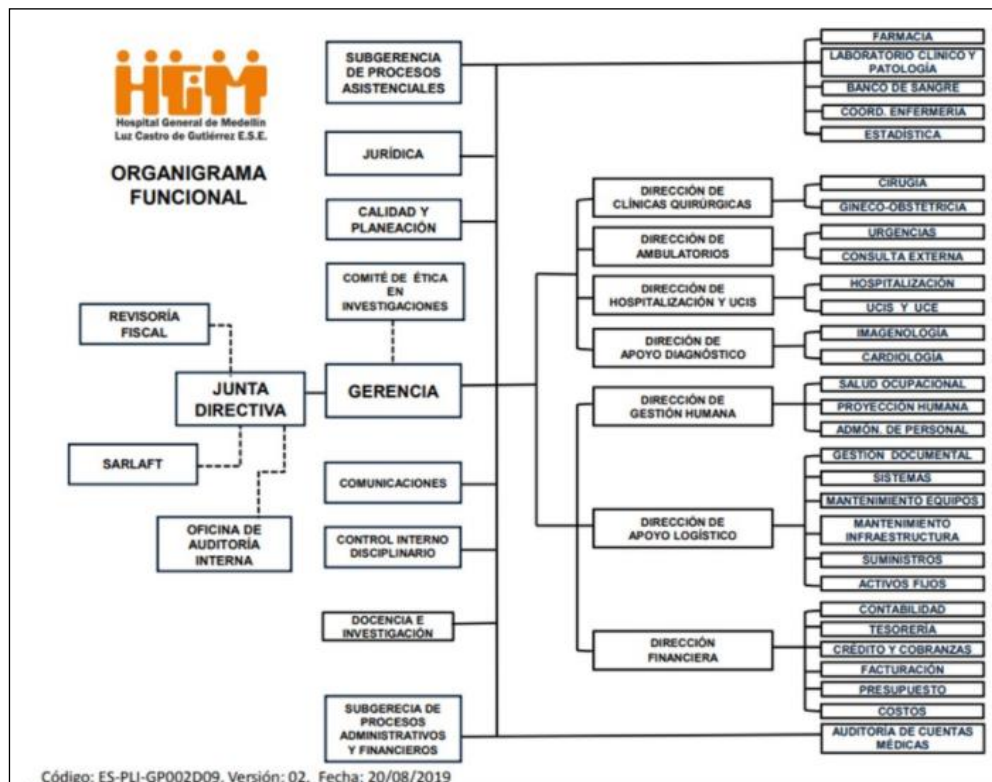 HGM
Hospital General de Medellín
Luz Castro de Gutiérrez E.S.E.
ORGANIGRAMA
FUNCIONAL
SUBGERENCIA
DE PROCESOS
ASISTENCIALES
JURÍDICA
CALIDAD Y
PLANEACIÓN
COMITÉ DE ÉTICA
EN
INVESTIGACIONES
REVISORÍA
FISCAL
JUNTA
DIRECTIVA
GERENCIA
SARLAFT
OFICINA DE
AUDITORÍA
INTERNA
COMUNICACIONES
CONTROL INTERNO
DISCIPLINARIO
DOCENCIA E
INVESTIGACIÓN
SUBGERECIA DE
PROCESOS
ADMINISTRATIVOS
Y FINANCIEROS
DIRECCIÓN DE
CLÍNICAS QUIRÚRGICAS
DIRECCIÓN DE
AMBULATORIOS
DIRECCIÓN DE
HOSPITALIZACIÓN Y UCIS
DIRECIÓN DE
APOYO DIAGNÓSTICO
DIRECCIÓN DE
GESTIÓN HUMANA
DIRECCIÓN DE
APOYO LOGÍSTICO
DIRECCIÓN
FINANCIERA
FARMACIA
LABORATORIO CLÍNICO Y
PATOLOGÍA
BANCO DE SANGRE
COORD. ENFERMERIA
ESTADÍSTICA
CIRUGIA
GINECO-OBSTETRICIA
URGENCIAS
CONSULTA EXTERNA
HOSPITALIZACIÓN
UCIS Y UCE
IMAGENOLOGÍA
CARDIOLOGÍA
SALUD OCUPACIONAL
PROYECCIÓN HUMANA
ADMÓN. DE PERSONAL
GESTION DOCUMENTAL
SISTEMAS
MANTENIMIENTO EQUIPOS
MANTENIMIENTO
INFRAESTRUCTURA
SUMINISTROS
ACTIVOS FIJOS
CONTABILIDAD
TESORERÍA
CRÉDITO Y COBRANZAS
FACTURACIÓN
PRESUPUESTO
COSTOS
AUDITORÍA DE CUENTAS
MÉDICAS
Código: ES-PLI-GP002D09. Versión: 02. Fecha: 20/08/2019